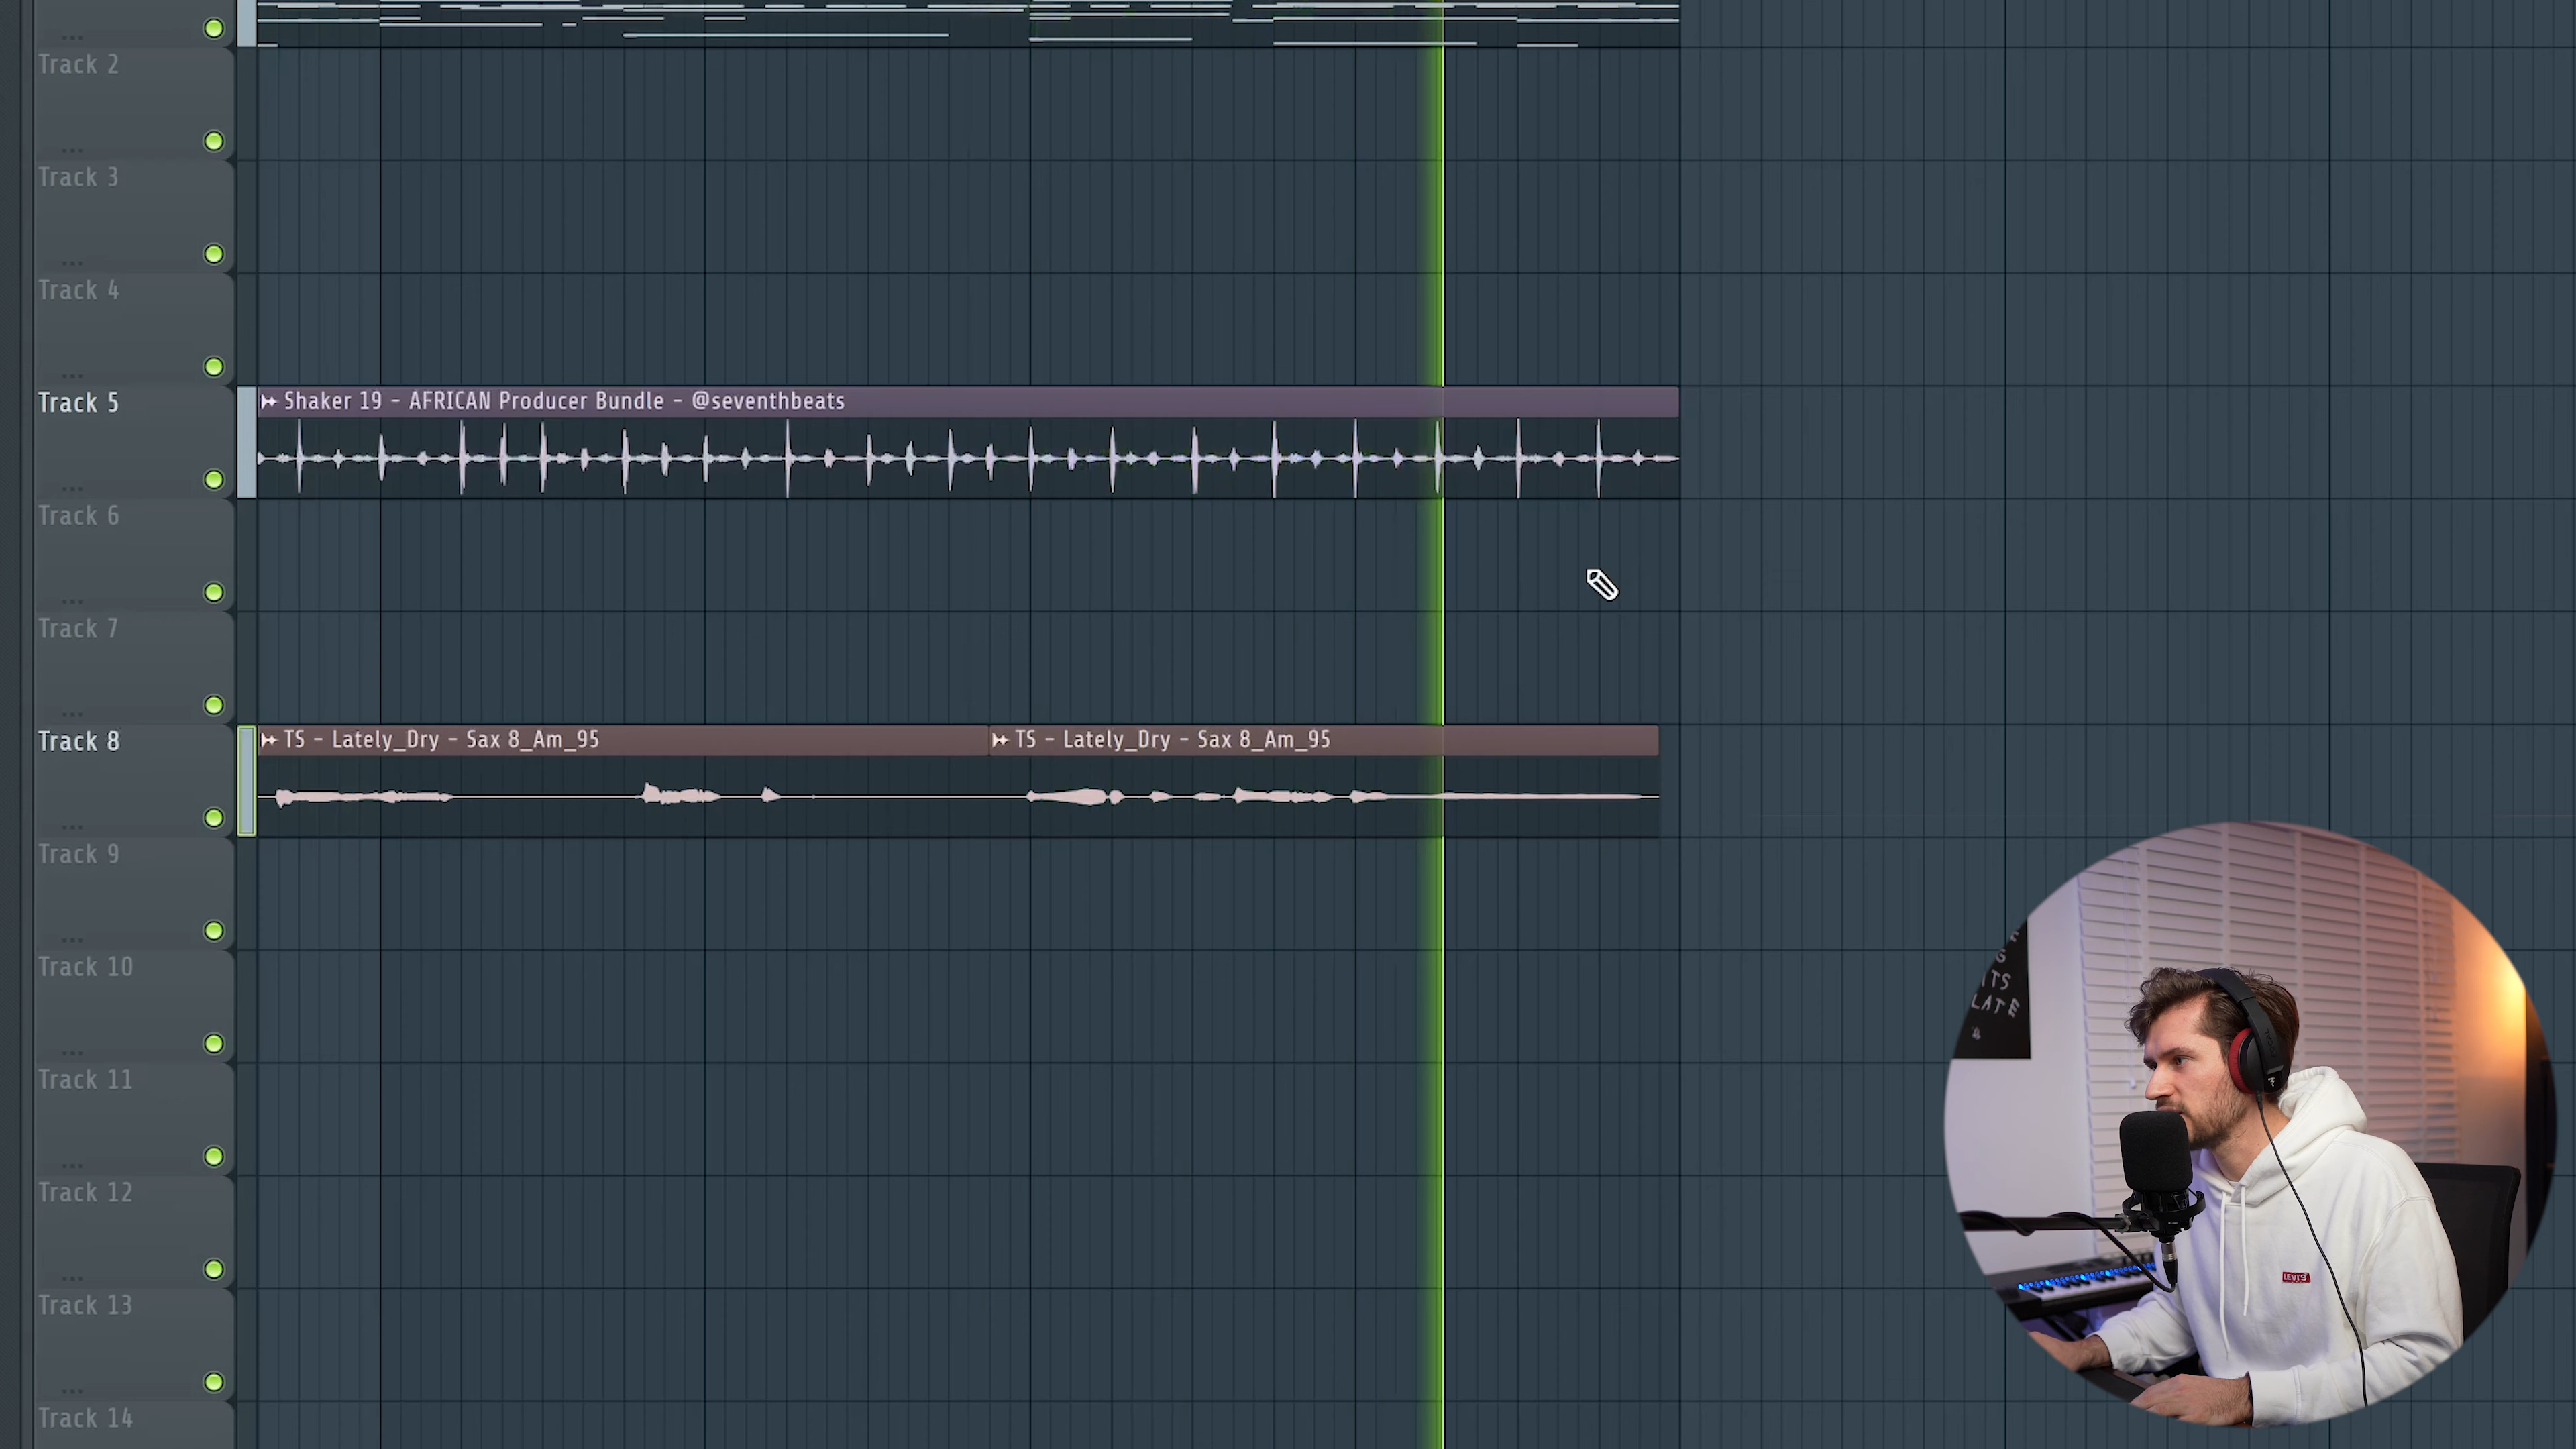 Track 2
Track 3
Track 4
Track 5
Shaker 19 - AFRICAN Producer Bundle - @seventhbeats
Track 6
Track 7
Track 8
TS - Lately_Dry - Sax 8_Am_95
TS - Lately_Dry - Sax 8_Am_95
Track 9
Track 10
Track 11
Track 12
Track 13
Track 14
LATE
LEVI'S